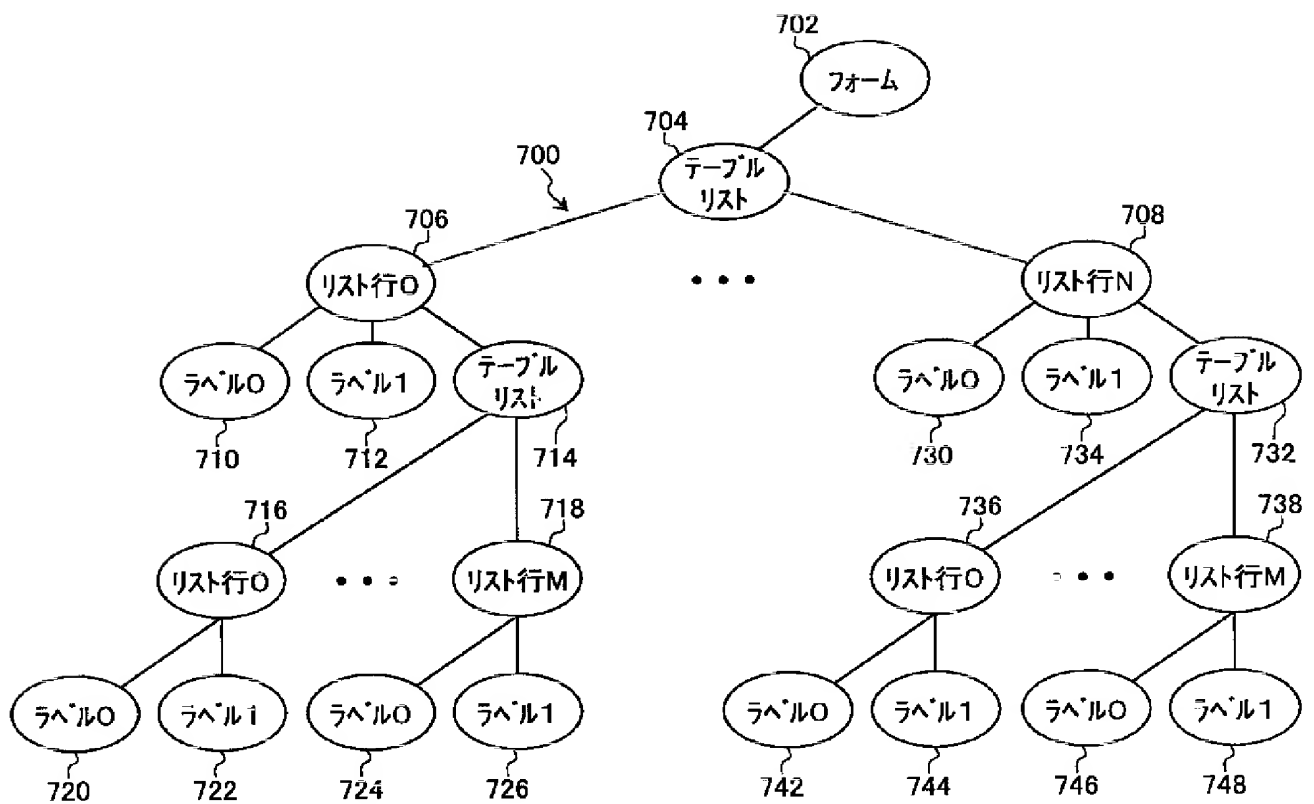 702
フォーム
704
テーブル
リスト
700
706
リスト行0
708
リスト行N
ラベル0
ラベル1
テーブル
リスト
ラベル0
ラベル1
テーブル
リスト
710
712
714
730
734
732
716
718
736
738
リスト行0
リスト行M
リスト行0
リスト行M
ラベル0
ラベル1
ラベル0
ラベル1
ラベル0
ラベル1
ラベル0
ラベル1
720
722
724
726
742
744
746
748